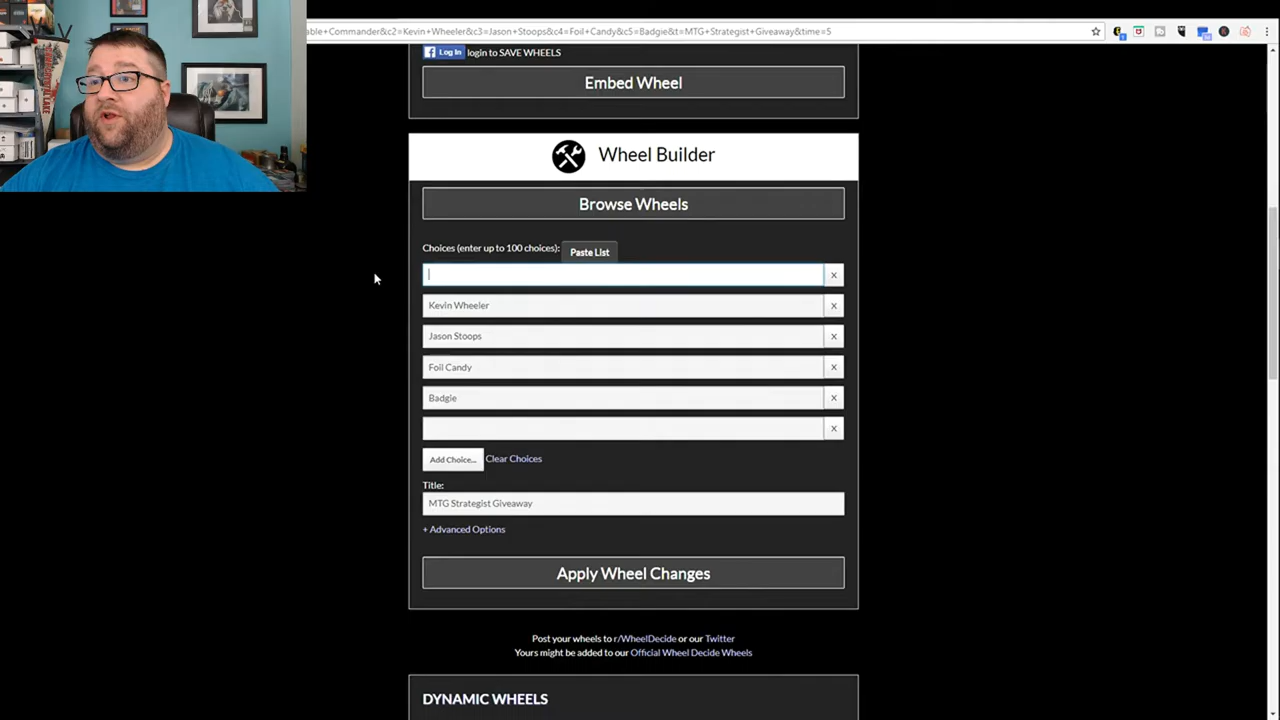 able+Commander&c2=Kevin+Wheeler&c3=Jason+Stoops&c4=Foil+Candy&c5=Badgie&t=MTG+Strategist+Giveaway&time=5
Log In login to SAVE WHEELS
Embed Wheel
Wheel Builder
Browse Wheels
Choices (enter up to 100 choices): Paste List
x
Kevin Wheeler x
Jason Stoops x
Foil Candy x
Badgie x
x
Add Choice... Clear Choices
Title:
MTG Strategist Giveaway
+ Advanced Options
Apply Wheel Changes
Post your wheels to r/WheelDecide or our Twitter
Yours might be added to our Official Wheel Decide Wheels
DYNAMIC WHEELS